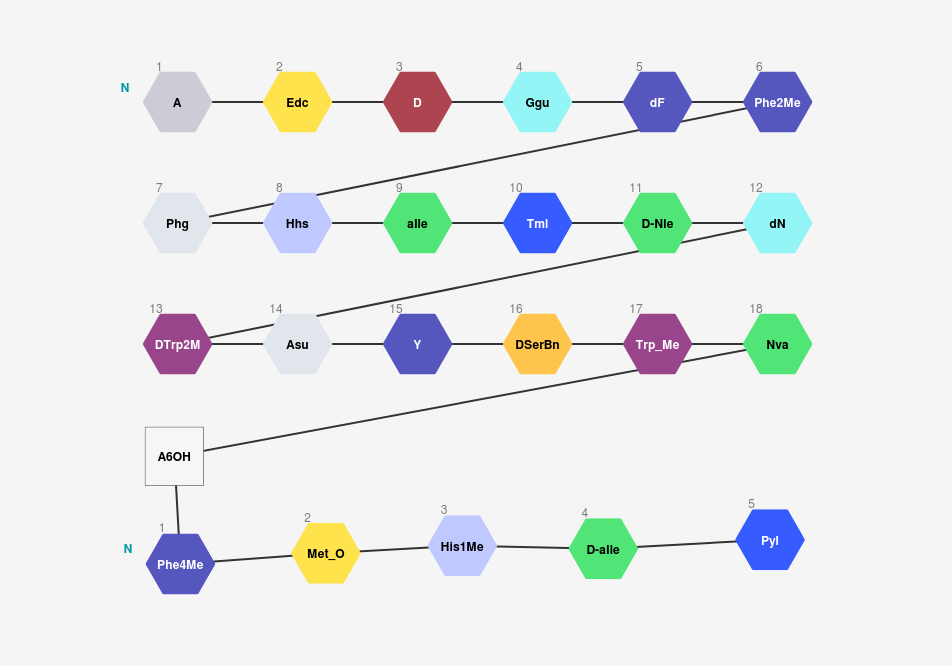 1 2 3 4 5 6
N
A Edc D Ggu dF Phe2Me
7 8 9 10 11 12
Phg Hhs aIle Tml D-Nle dN
13 14 15 16 17 18
DTrp2M Asu Y DSerBn Trp_Me Nva
A6OH
1 2 3 4 5
N
Phe4Me Met_O His1Me D-aIle Pyl